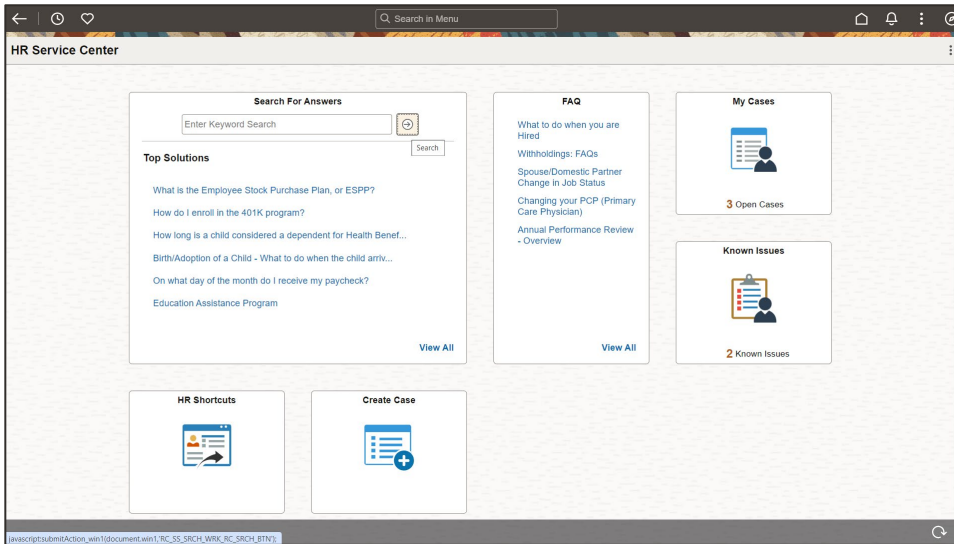 Search in Menu
HR Service Center
Search For Answers
Enter Keyword Search
Search
Top Solutions
What is the Employee Stock Purchase Plan, or ESPP?
How do I enroll in the 401K program?
How long is a child considered a dependent for Health Benef...
Birth/Adoption of a Child - What to do when the child arriv...
On what day of the month do I receive my paycheck?
Education Assistance Program
View All
FAQ
What to do when you are
Hired
Withholdings: FAQs
Spouse/Domestic Partner
Change in Job Status
Changing your PCP (Primary
Care Physician)
Annual Performance Review
- Overview
View All
My Cases
3 Open Cases
Known Issues
2 Known Issues
HR Shortcuts
Create Case
javascript:submitAction_win1(document.win1,'RC_SS_SRCH_WRK_RC_SRCH_BTN');